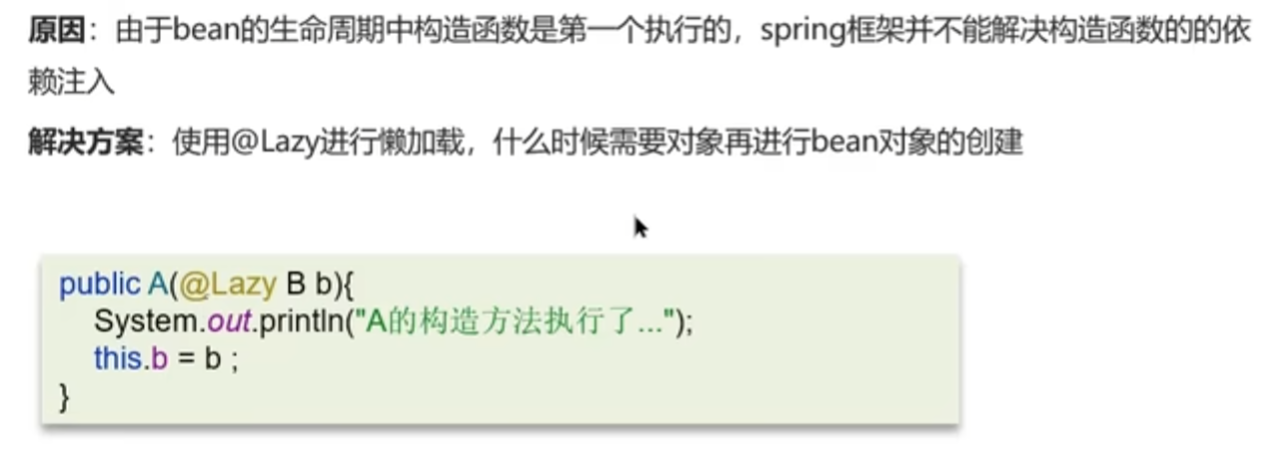 原因：由于bean的生命周期中构造函数是第一个执行的，spring框架并不能解决构造函数的的依
赖注入
解决方案：使用@Lazy进行懒加载，什么时候需要对象再进行bean对象的创建
public A(@Lazy B b){
System.out.println("A的构造方法执行了...");
this.b = b ;
}